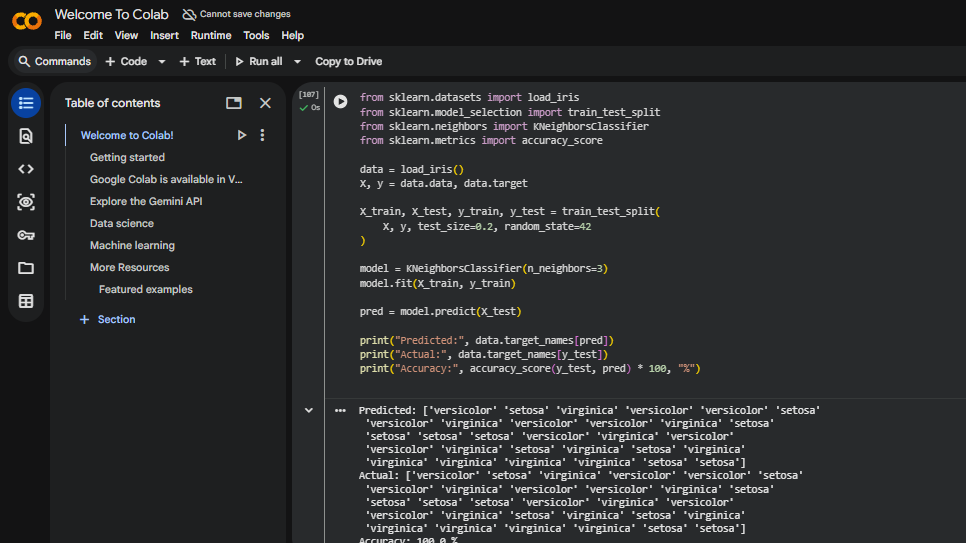 Welcome To Colab
Cannot save changes
File Edit View Insert Runtime Tools Help
Commands + Code + Text Run all Copy to Drive
Table of contents
Welcome to Colab!
Getting started
Google Colab is available in V...
Explore the Gemini API
Data science
Machine learning
More Resources
Featured examples
+ Section
[107]
0s
from sklearn.datasets import load_iris
from sklearn.model_selection import train_test_split
from sklearn.neighbors import KNeighborsClassifier
from sklearn.metrics import accuracy_score
data = load_iris()
X, y = data.data, data.target
X_train, X_test, y_train, y_test = train_test_split(
X, y, test_size=0.2, random_state=42
)
model = KNeighborsClassifier(n_neighbors=3)
model.fit(X_train, y_train)
pred = model.predict(X_test)
print("Predicted:", data.target_names[pred])
print("Actual:", data.target_names[y_test])
print("Accuracy:", accuracy_score(y_test, pred) * 100, "%")
Predicted: ['versicolor' 'setosa' 'virginica' 'versicolor' 'versicolor' 'setosa'
'versicolor' 'virginica' 'versicolor' 'versicolor' 'virginica' 'setosa'
'setosa' 'setosa' 'setosa' 'versicolor' 'virginica' 'versicolor'
'versicolor' 'virginica' 'setosa' 'virginica' 'setosa' 'virginica'
'virginica' 'virginica' 'virginica' 'virginica' 'setosa' 'setosa']
Actual: ['versicolor' 'setosa' 'virginica' 'versicolor' 'versicolor' 'setosa'
'versicolor' 'virginica' 'versicolor' 'versicolor' 'virginica' 'setosa'
'setosa' 'setosa' 'setosa' 'versicolor' 'virginica' 'versicolor'
'versicolor' 'virginica' 'setosa' 'virginica' 'setosa' 'virginica'
'virginica' 'virginica' 'virginica' 'virginica' 'setosa' 'setosa']
Accuracy: 100.0 %